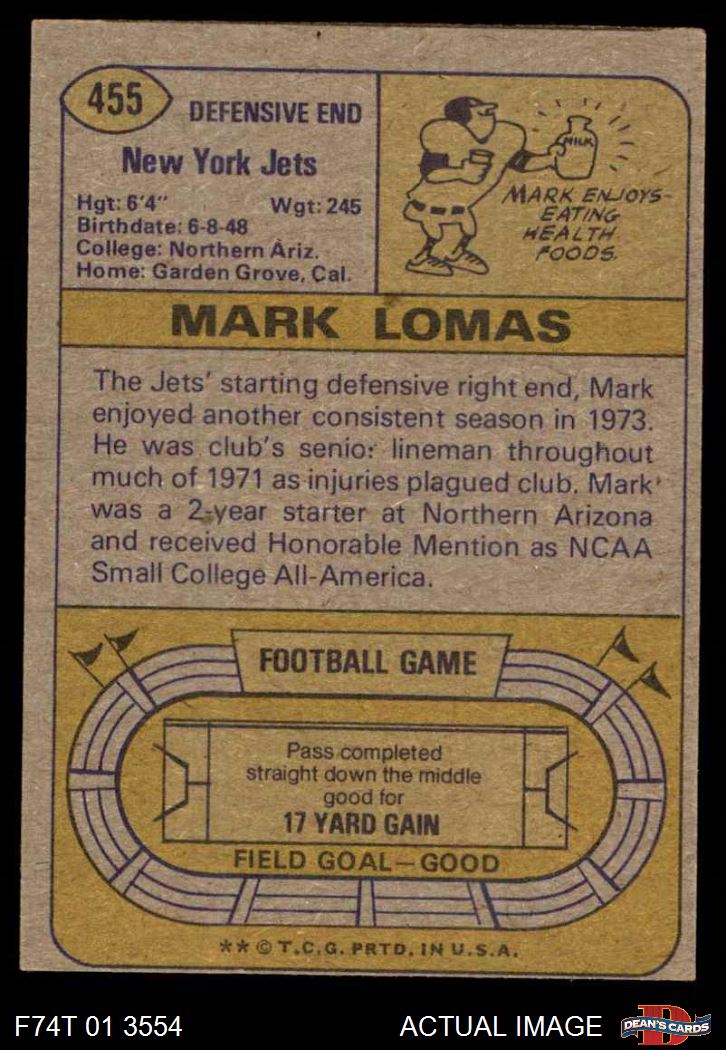 455
DEFENSIVE END
New York Jets
Hgt: 6'4" Wgt: 245
Birthdate: 6-8-48
College: Northern Ariz.
Home: Garden Grove, Cal.
MILK
MARK ENJOYS
EATING
HEALTH
FOODS.
MARK LOMAS
The Jets' starting defensive right end, Mark
enjoyed another consistent season in 1973.
He was club's senior lineman throughout
much of 1971 as injuries plagued club. Mark
was a 2-year starter at Northern Arizona
and received Honorable Mention as NCAA
Small College All-America.
FOOTBALL GAME
Pass completed
straight down the middle
good for
17 YARD GAIN
FIELD GOAL—GOOD
** © T.C.G. PRTD. IN U.S.A.
F74T 01 3554 ACTUAL IMAGE
D
DEAN'S CARDS